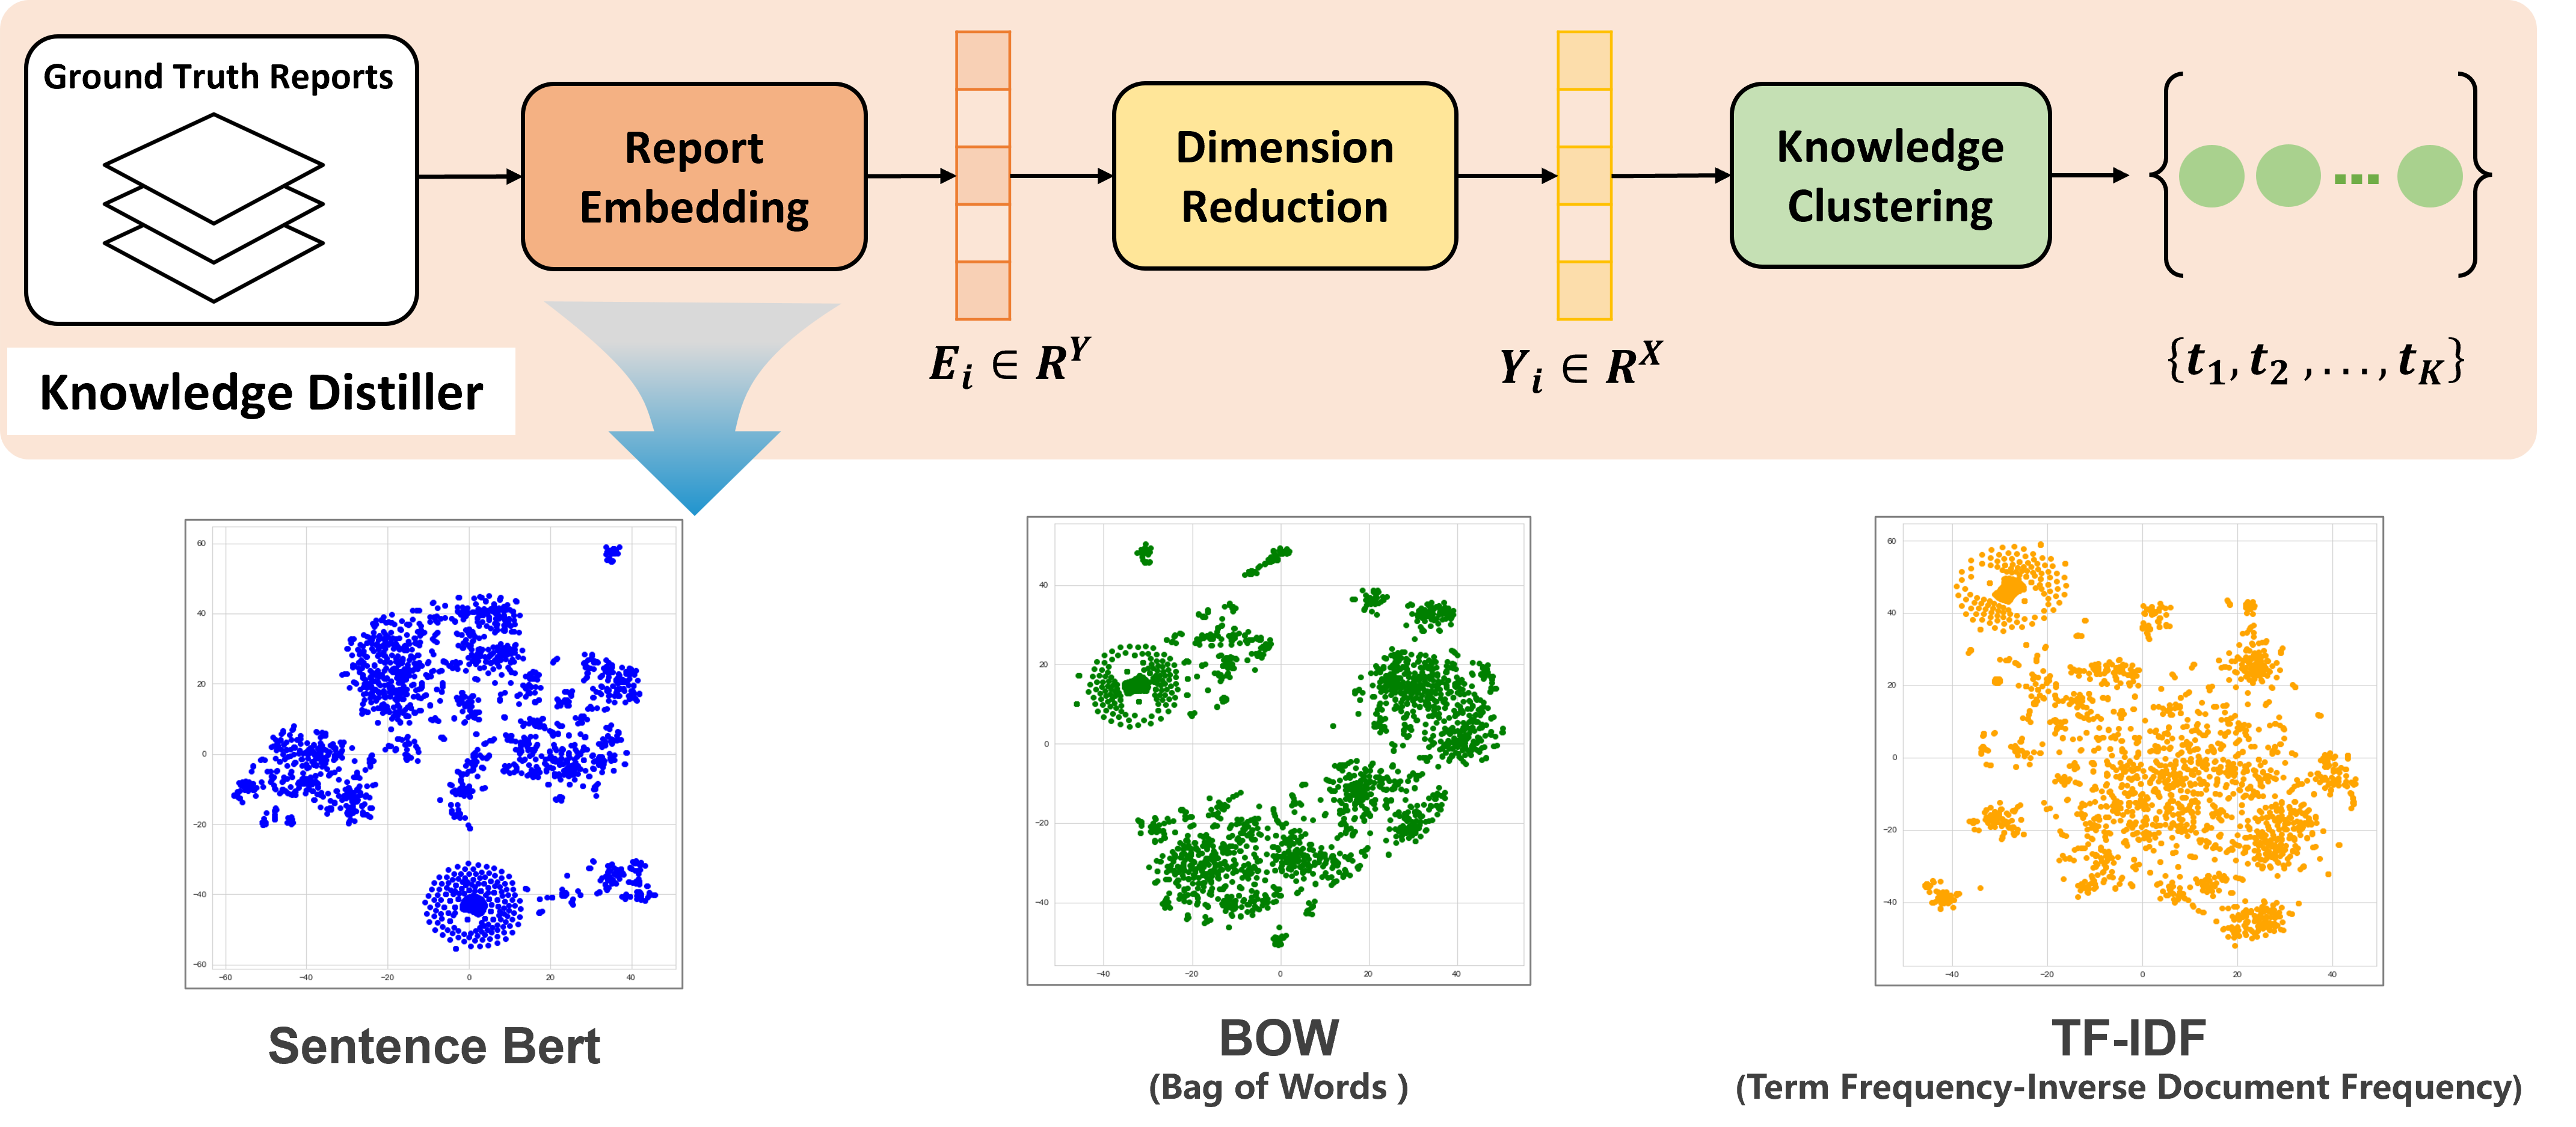 Ground Truth Reports
Report
Embedding
Dimension
Reduction
Knowledge
Clustering
Knowledge Distiller
E_i ∈ R^Y
Y_i ∈ R^X
{t_1, t_2 ,..., t_K}
60
40
20
0
−20
−40
−60
−60
−40
−20
0
20
40
40
20
0
−20
−40
−40
−20
0
20
40
60
40
20
0
−20
−40
−40
−20
0
20
40
Sentence Bert
BOW
(Bag of Words )
TF-IDF
(Term Frequency-Inverse Document Frequency)